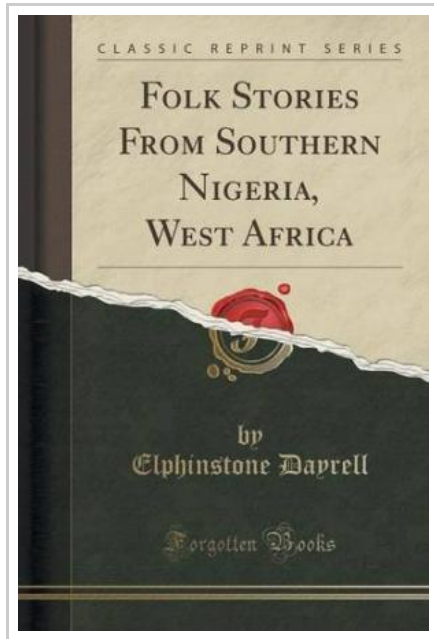 CLASSIC REPRINT SERIES
FOLK STORIES
FROM SOUTHERN
NIGERIA,
WEST AFRICA
by
Elphinstone Dayrell
Forgotten Books